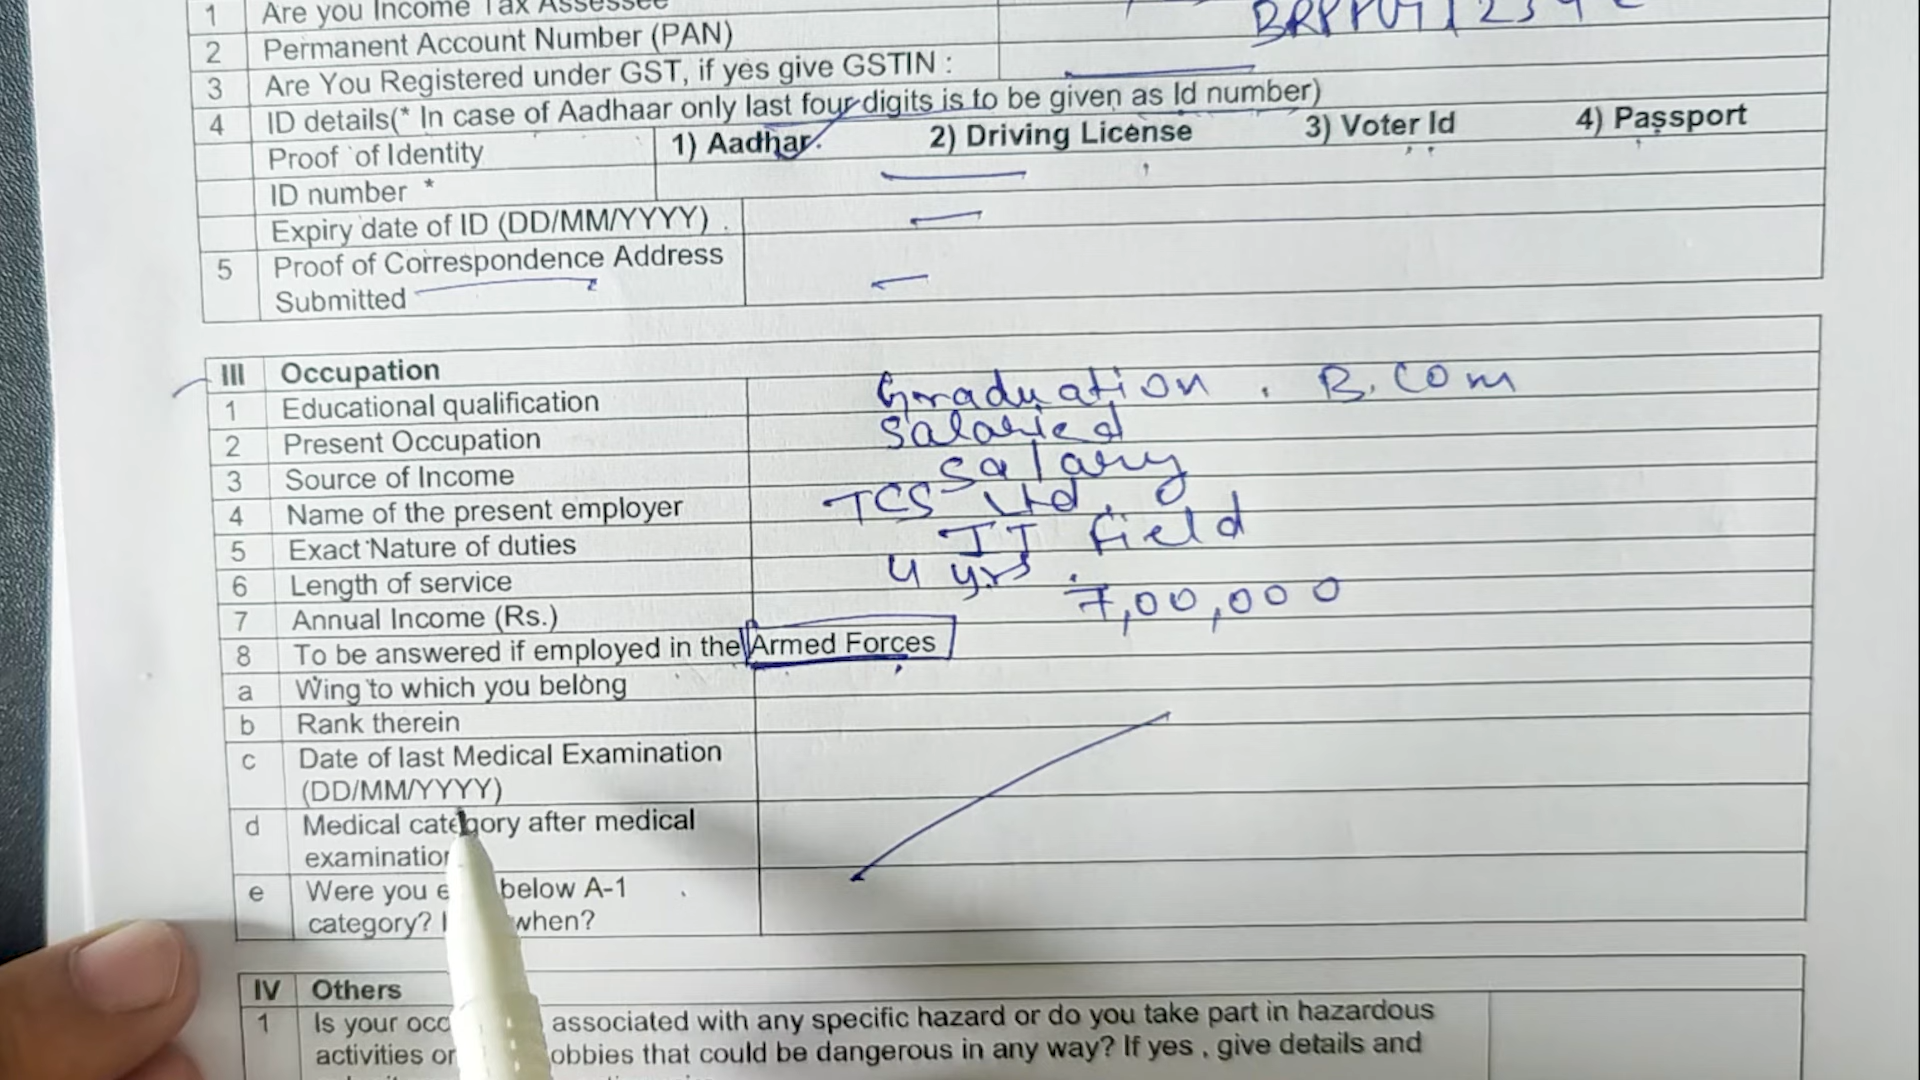 1 Are you Income Tax Assessee
2 Permanent Account Number (PAN)
3 Are You Registered under GST, if yes give GSTIN :
4 ID details(* In case of Aadhaar only last four digits is to be given as Id number)
Proof of Identity 1) Aadhar 2) Driving License 3) Voter Id 4) Passport
ID number *
Expiry date of ID (DD/MM/YYYY)
5 Proof of Correspondence Address
Submitted
III Occupation
1 Educational qualification Graduation . B.Com
2 Present Occupation Salaried
3 Source of Income Salary
4 Name of the present employer TCS Ltd.
5 Exact Nature of duties IT field
6 Length of service 4 yrs.
7 Annual Income (Rs.) 7,00,000
8 To be answered if employed in the Armed Forces
a Wing to which you belong
b Rank therein
c Date of last Medical Examination
(DD/MM/YYYY)
d Medical category after medical
examination
e Were you below A-1
category? when?
IV Others
1 Is your associated with any specific hazard or do you take part in hazardous
activities or that could be dangerous in any way? If yes , give details and